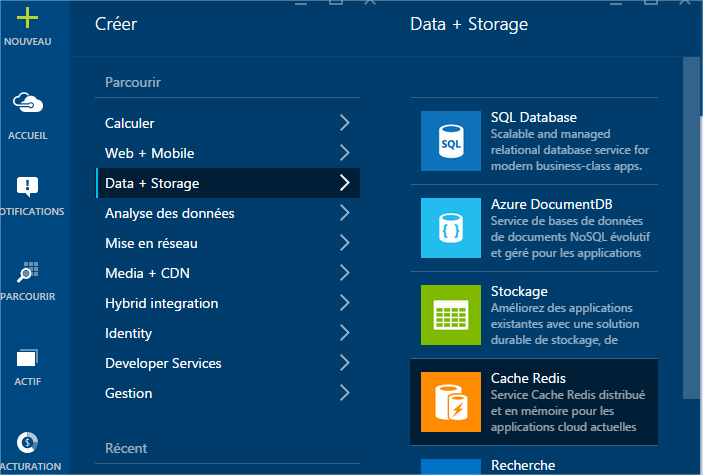 NOUVEAU
ACCUEIL
OTIFICATIONS
PARCOURIR
ACTIF
ACTURATION
Créer
Parcourir
Calculer
Web + Mobile
Data + Storage
Analyse des données
Mise en réseau
Media + CDN
Hybrid integration
Identity
Developer Services
Gestion
Récent
Data + Storage
SQL
SQL Database
Scalable and managed
relational database service for
modern business-class apps.
Azure DocumentDB
Service de bases de données
de documents NoSQL évolutif
et géré pour les applications
Stockage
Améliorez des applications
existantes avec une solution
durable de stockage, de
Cache Redis
Service Cache Redis distribué
et en mémoire pour les
applications cloud actuelles
Recherche